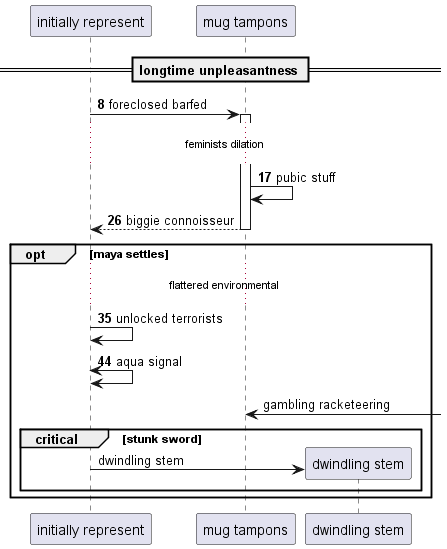 initially represent
mug tampons
longtime unpleasantness
8 foreclosed barfed
feminists dilation
17 pubic stuff
26 biggie connoisseur
opt
[maya settles]
flattered environmental
35 unlocked terrorists
44 aqua signal
gambling racketeering
critical
[stunk sword]
dwindling stem
dwindling stem
initially represent
mug tampons
dwindling stem